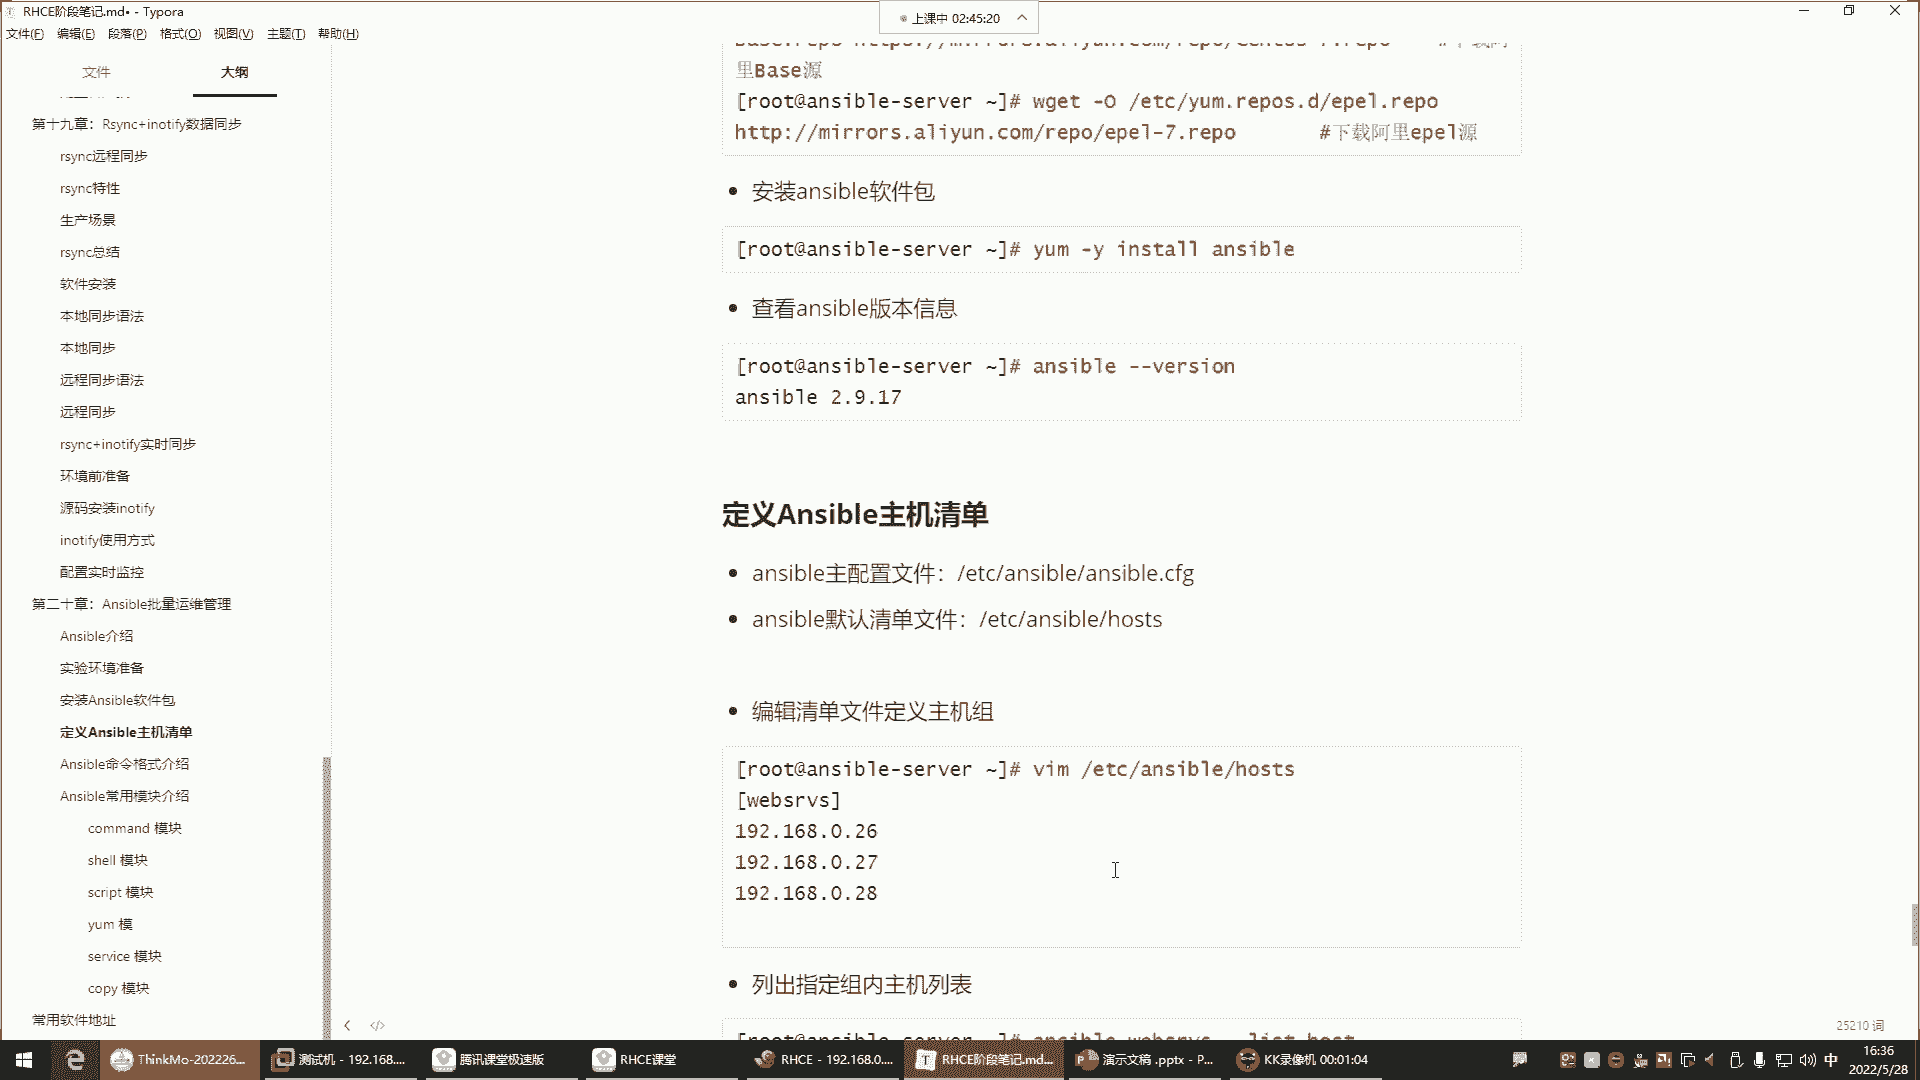 RHCE阶段笔记.md• - Typora
上课中 02:45:20
文件(F) 编辑(E) 段落(P) 格式(O) 视图(V) 主题(T) 帮助(H)
文件 大纲
第十九章：Rsync+inotify数据同步
rsync远程同步
rsync特性
生产场景
rsync总结
软件安装
本地同步语法
本地同步
远程同步语法
远程同步
rsync+inotify实时同步
环境前准备
源码安装inotify
inotify使用方式
配置实时监控
第二十章：Ansible批量运维管理
Ansible介绍
实验环境准备
安装Ansible软件包
定义Ansible主机清单
Ansible命令格式介绍
Ansible常用模块介绍
command 模块
shell 模块
script 模块
yum 模
service 模块
copy 模块
常用软件地址
Base.repo https://mirrors.aliyun.com/repo/Centos-7.repo #下载阿
里Base源
[root@ansible-server ~]# wget -O /etc/yum.repos.d/epel.repo
http://mirrors.aliyun.com/repo/epel-7.repo #下载阿里epel源
• 安装ansible软件包
[root@ansible-server ~]# yum -y install ansible
• 查看ansible版本信息
[root@ansible-server ~]# ansible --version
ansible 2.9.17
定义Ansible主机清单
• ansible主配置文件：/etc/ansible/ansible.cfg
• ansible默认清单文件：/etc/ansible/hosts
• 编辑清单文件定义主机组
[root@ansible-server ~]# vim /etc/ansible/hosts
[websrvs]
192.168.0.26
192.168.0.27
192.168.0.28
• 列出指定组内主机列表
[root@ansible-server ~]# ansible websrvs --list-host
25210 词
ThinkMo-202226...
测试机 - 192.168....
腾讯课堂极速版
RHCE课堂
RHCE - 192.168.0....
RHCE阶段笔记.md...
演示文稿 .pptx - P...
KK录像机 00:01:04
中
16:36
2022/5/28